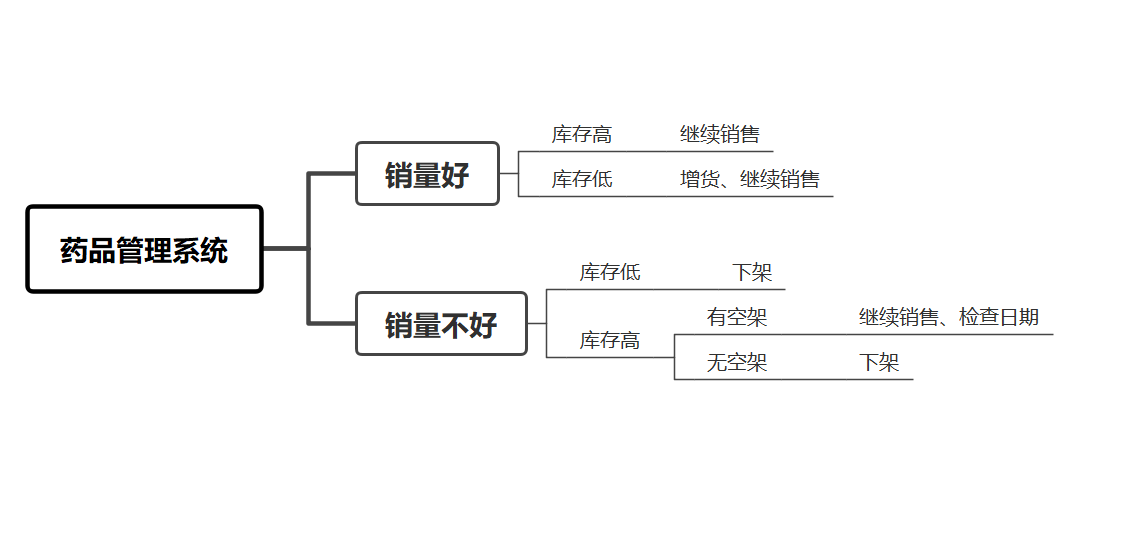 药品管理系统
销量好
库存高 继续销售
库存低 增货、继续销售
销量不好
库存低 下架
库存高
有空架 继续销售、检查日期
无空架 下架